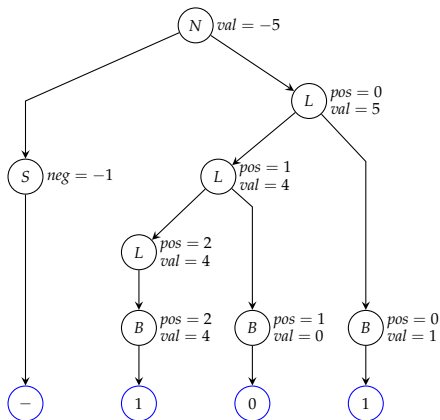 N val = −5
L pos = 0
val = 5
S neg = −1
L pos = 1
val = 4
L pos = 2
val = 4
B pos = 2
val = 4
B pos = 1
val = 0
B pos = 0
val = 1
− 1 0 1